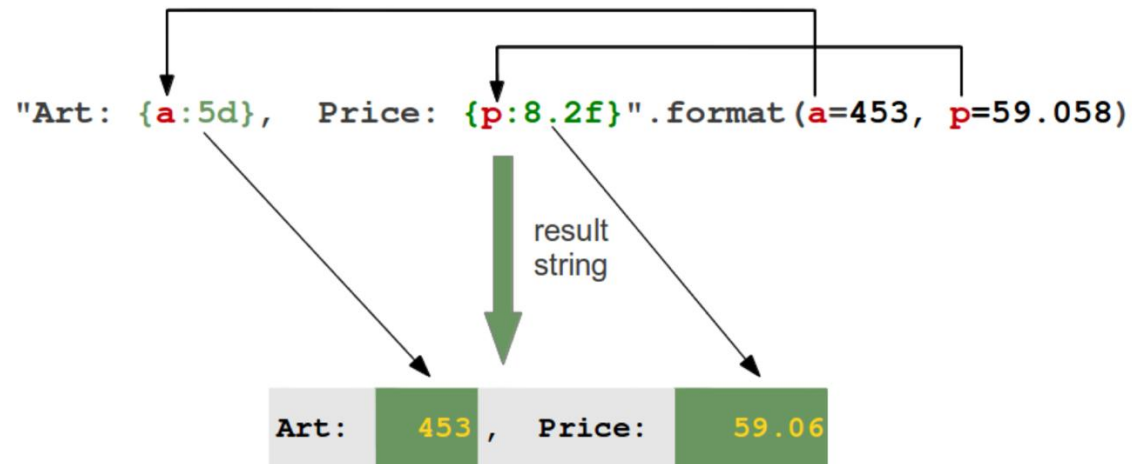 "Art: {a:5d},  Price: {p:8.2f}".format(a=453, p=59.058)
result
string
Art:   453,  Price:    59.06